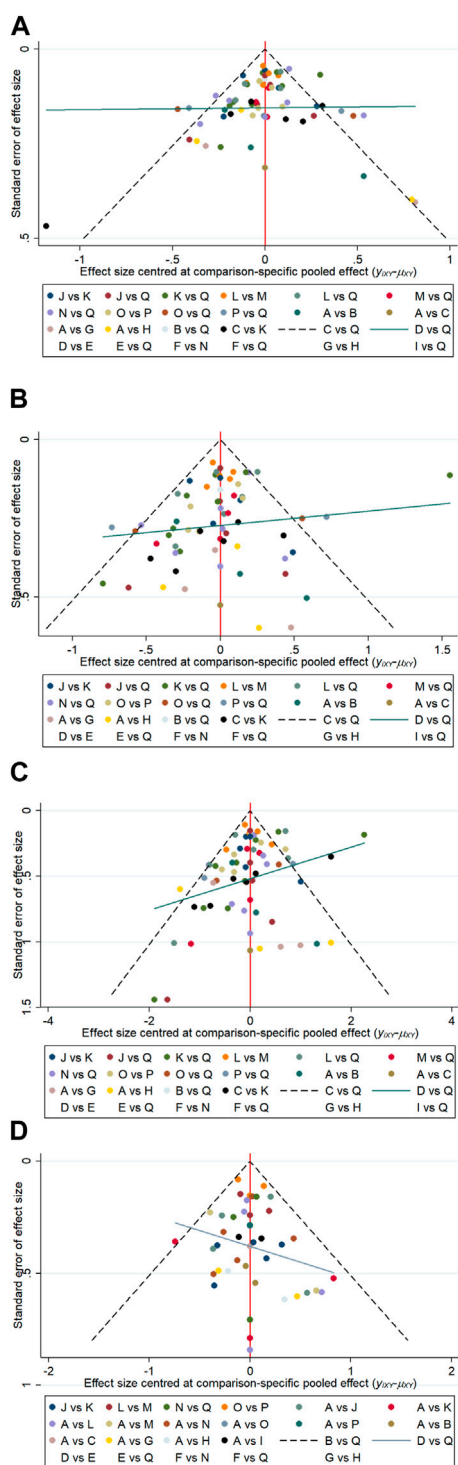 A
0
.5
Standard error of effect size
-1 -.5 0 .5 1
Effect size centred at comparison-specific pooled effect (yiXY-μXY)
J vs K J vs Q K vs Q L vs M L vs Q M vs Q
N vs Q O vs P O vs Q P vs Q A vs B A vs C
A vs G A vs H B vs Q C vs K C vs Q D vs Q
D vs E E vs Q F vs N F vs Q G vs H I vs Q
B
0
.5
Standard error of effect size
-1 -.5 0 .5 1 1.5
Effect size centred at comparison-specific pooled effect (yiXY-μXY)
J vs K J vs Q K vs Q L vs M L vs Q M vs Q
N vs Q O vs P O vs Q P vs Q A vs B A vs C
A vs G A vs H B vs Q C vs K C vs Q D vs Q
D vs E E vs Q F vs N F vs Q G vs H I vs Q
C
0
.5
1
1.5
Standard error of effect size
-4 -2 0 2 4
Effect size centred at comparison-specific pooled effect (yiXY-μXY)
J vs K J vs Q K vs Q L vs M L vs Q M vs Q
N vs Q O vs P O vs Q P vs Q A vs B A vs C
A vs G A vs H B vs Q C vs K C vs Q D vs Q
D vs E E vs Q F vs N F vs Q G vs H I vs Q
D
0
.5
1
Standard error of effect size
-2 -1 0 1 2
Effect size centred at comparison-specific pooled effect (yiXY-μXY)
J vs K L vs M N vs Q O vs P A vs J A vs K
A vs L A vs M A vs N A vs O A vs P A vs B
A vs C A vs G A vs H A vs I B vs Q D vs Q
D vs E E vs Q F vs N F vs Q G vs H I vs Q